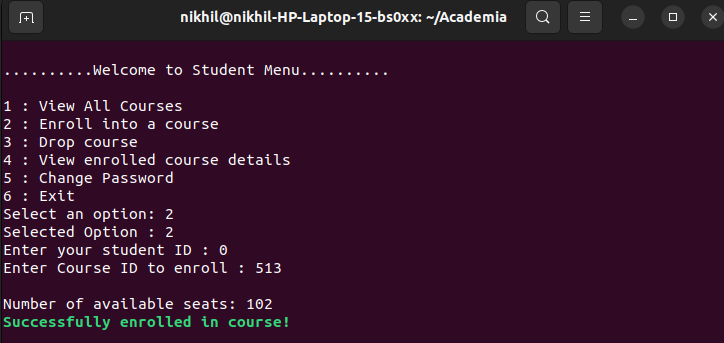 nikhil@nikhil-HP-Laptop-15-bs0xx: ~/Academia
..........Welcome to Student Menu..........
1 : View All Courses
2 : Enroll into a course
3 : Drop course
4 : View enrolled course details
5 : Change Password
6 : Exit
Select an option: 2
Selected Option : 2
Enter your student ID : 0
Enter Course ID to enroll : 513
Number of available seats: 102
Successfully enrolled in course!